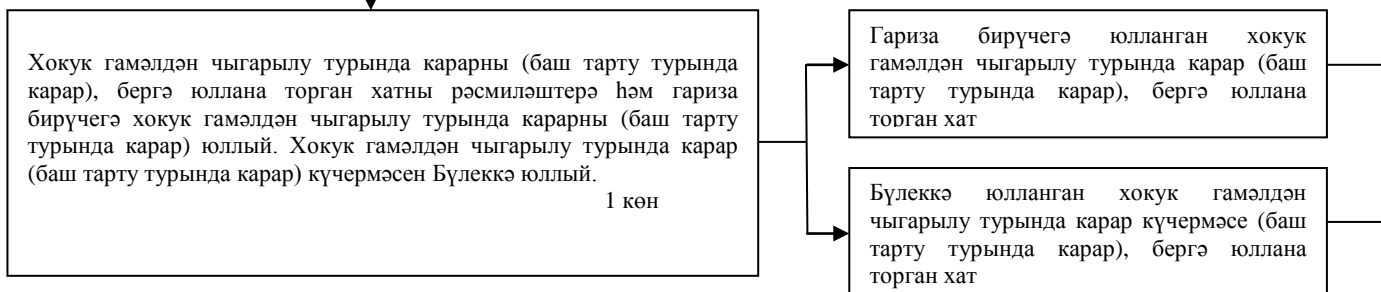 Хокук гамәлдән чыгарылу турында карарны (баш тарту турында
карар), бергә юллана торган хатны рәсмиләштерә һәм гариза
бирүчегә хокук гамәлдән чыгарылу турында карарны (баш тарту
турында карар) юллый. Хокук гамәлдән чыгарылу турында карар
(баш тарту турында карар) күчермәсен Бүлеккә юллый.
1 көн
Гариза бирүчегә юлланган хокук
гамәлдән чыгарылу турында карар (баш
тарту турында карар), бергә юллана
торган хат
Бүлеккә юлланган хокук гамәлдән
чыгарылу турында карар күчермәсе (баш
тарту турында карар), бергә юллана
торган хат